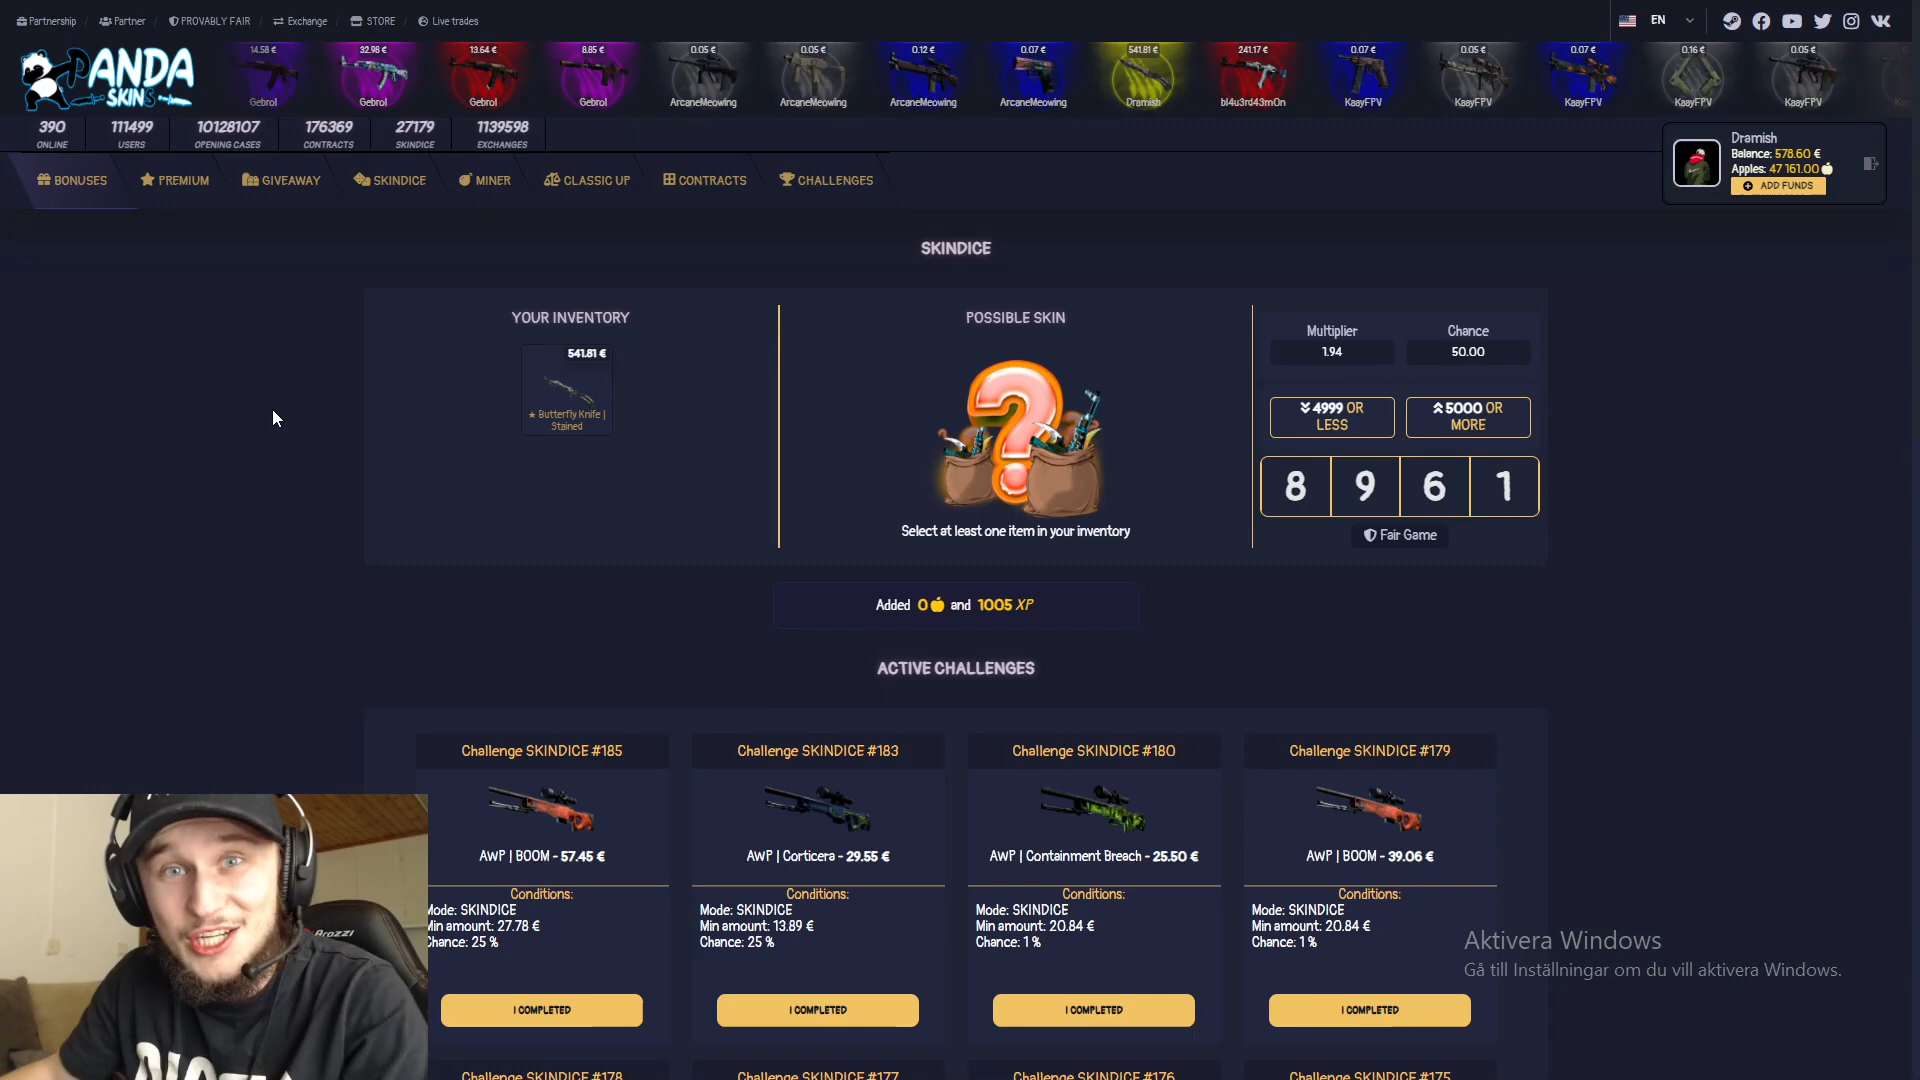 Partnership / Partner / PROVABLY FAIR / Exchange / STORE / Live trades
EN
PANDA
SKINS
14.58 € 32.98 € 13.64 € 8.85 € 0.05 € 0.05 € 0.12 € 0.07 € 541.81 € 241.17 € 0.07 € 0.05 € 0.07 € 0.16 € 0.05 €
Gebrol Gebrol Gebrol Gebrol ArcaneMeowing ArcaneMeowing ArcaneMeowing ArcaneMeowing Dramish bl4u3rd43m0n KaayFPV KaayFPV KaayFPV KaayFPV KaayFPV
390 111499 10128107 176369 27179 1139598
ONLINE USERS OPENING CASES CONTRACTS SKINDICE EXCHANGES
Dramish
Balance: 578.60 €
Apples: 47 161.00
ADD FUNDS
BONUSES PREMIUM GIVEAWAY SKINDICE MINER CLASSIC UP CONTRACTS CHALLENGES
SKINDICE
YOUR INVENTORY
541.81 €
★ Butterfly Knife |
Stained
POSSIBLE SKIN
Select at least one item in your inventory
Multiplier Chance
1.94 50.00
4999 OR
LESS
5000 OR
MORE
8 9 6 1
Fair Game
Added 0 and 1005 XP
ACTIVE CHALLENGES
Challenge SKINDICE #185
AWP | BOOM - 57.45 €
Conditions:
Mode: SKINDICE
Min amount: 27.78 €
Chance: 25 %
I COMPLETED
Challenge SKINDICE #183
AWP | Corticera - 29.55 €
Conditions:
Mode: SKINDICE
Min amount: 13.89 €
Chance: 25 %
I COMPLETED
Challenge SKINDICE #180
AWP | Containment Breach - 25.50 €
Conditions:
Mode: SKINDICE
Min amount: 20.84 €
Chance: 1 %
I COMPLETED
Challenge SKINDICE #179
AWP | BOOM - 39.06 €
Conditions:
Mode: SKINDICE
Min amount: 20.84 €
Chance: 1 %
I COMPLETED
Challenge SKINDICE #178 Challenge SKINDICE #177 Challenge SKINDICE #176 Challenge SKINDICE #175
Arozzi
Aktivera Windows
Gå till Inställningar om du vill aktivera Windows.